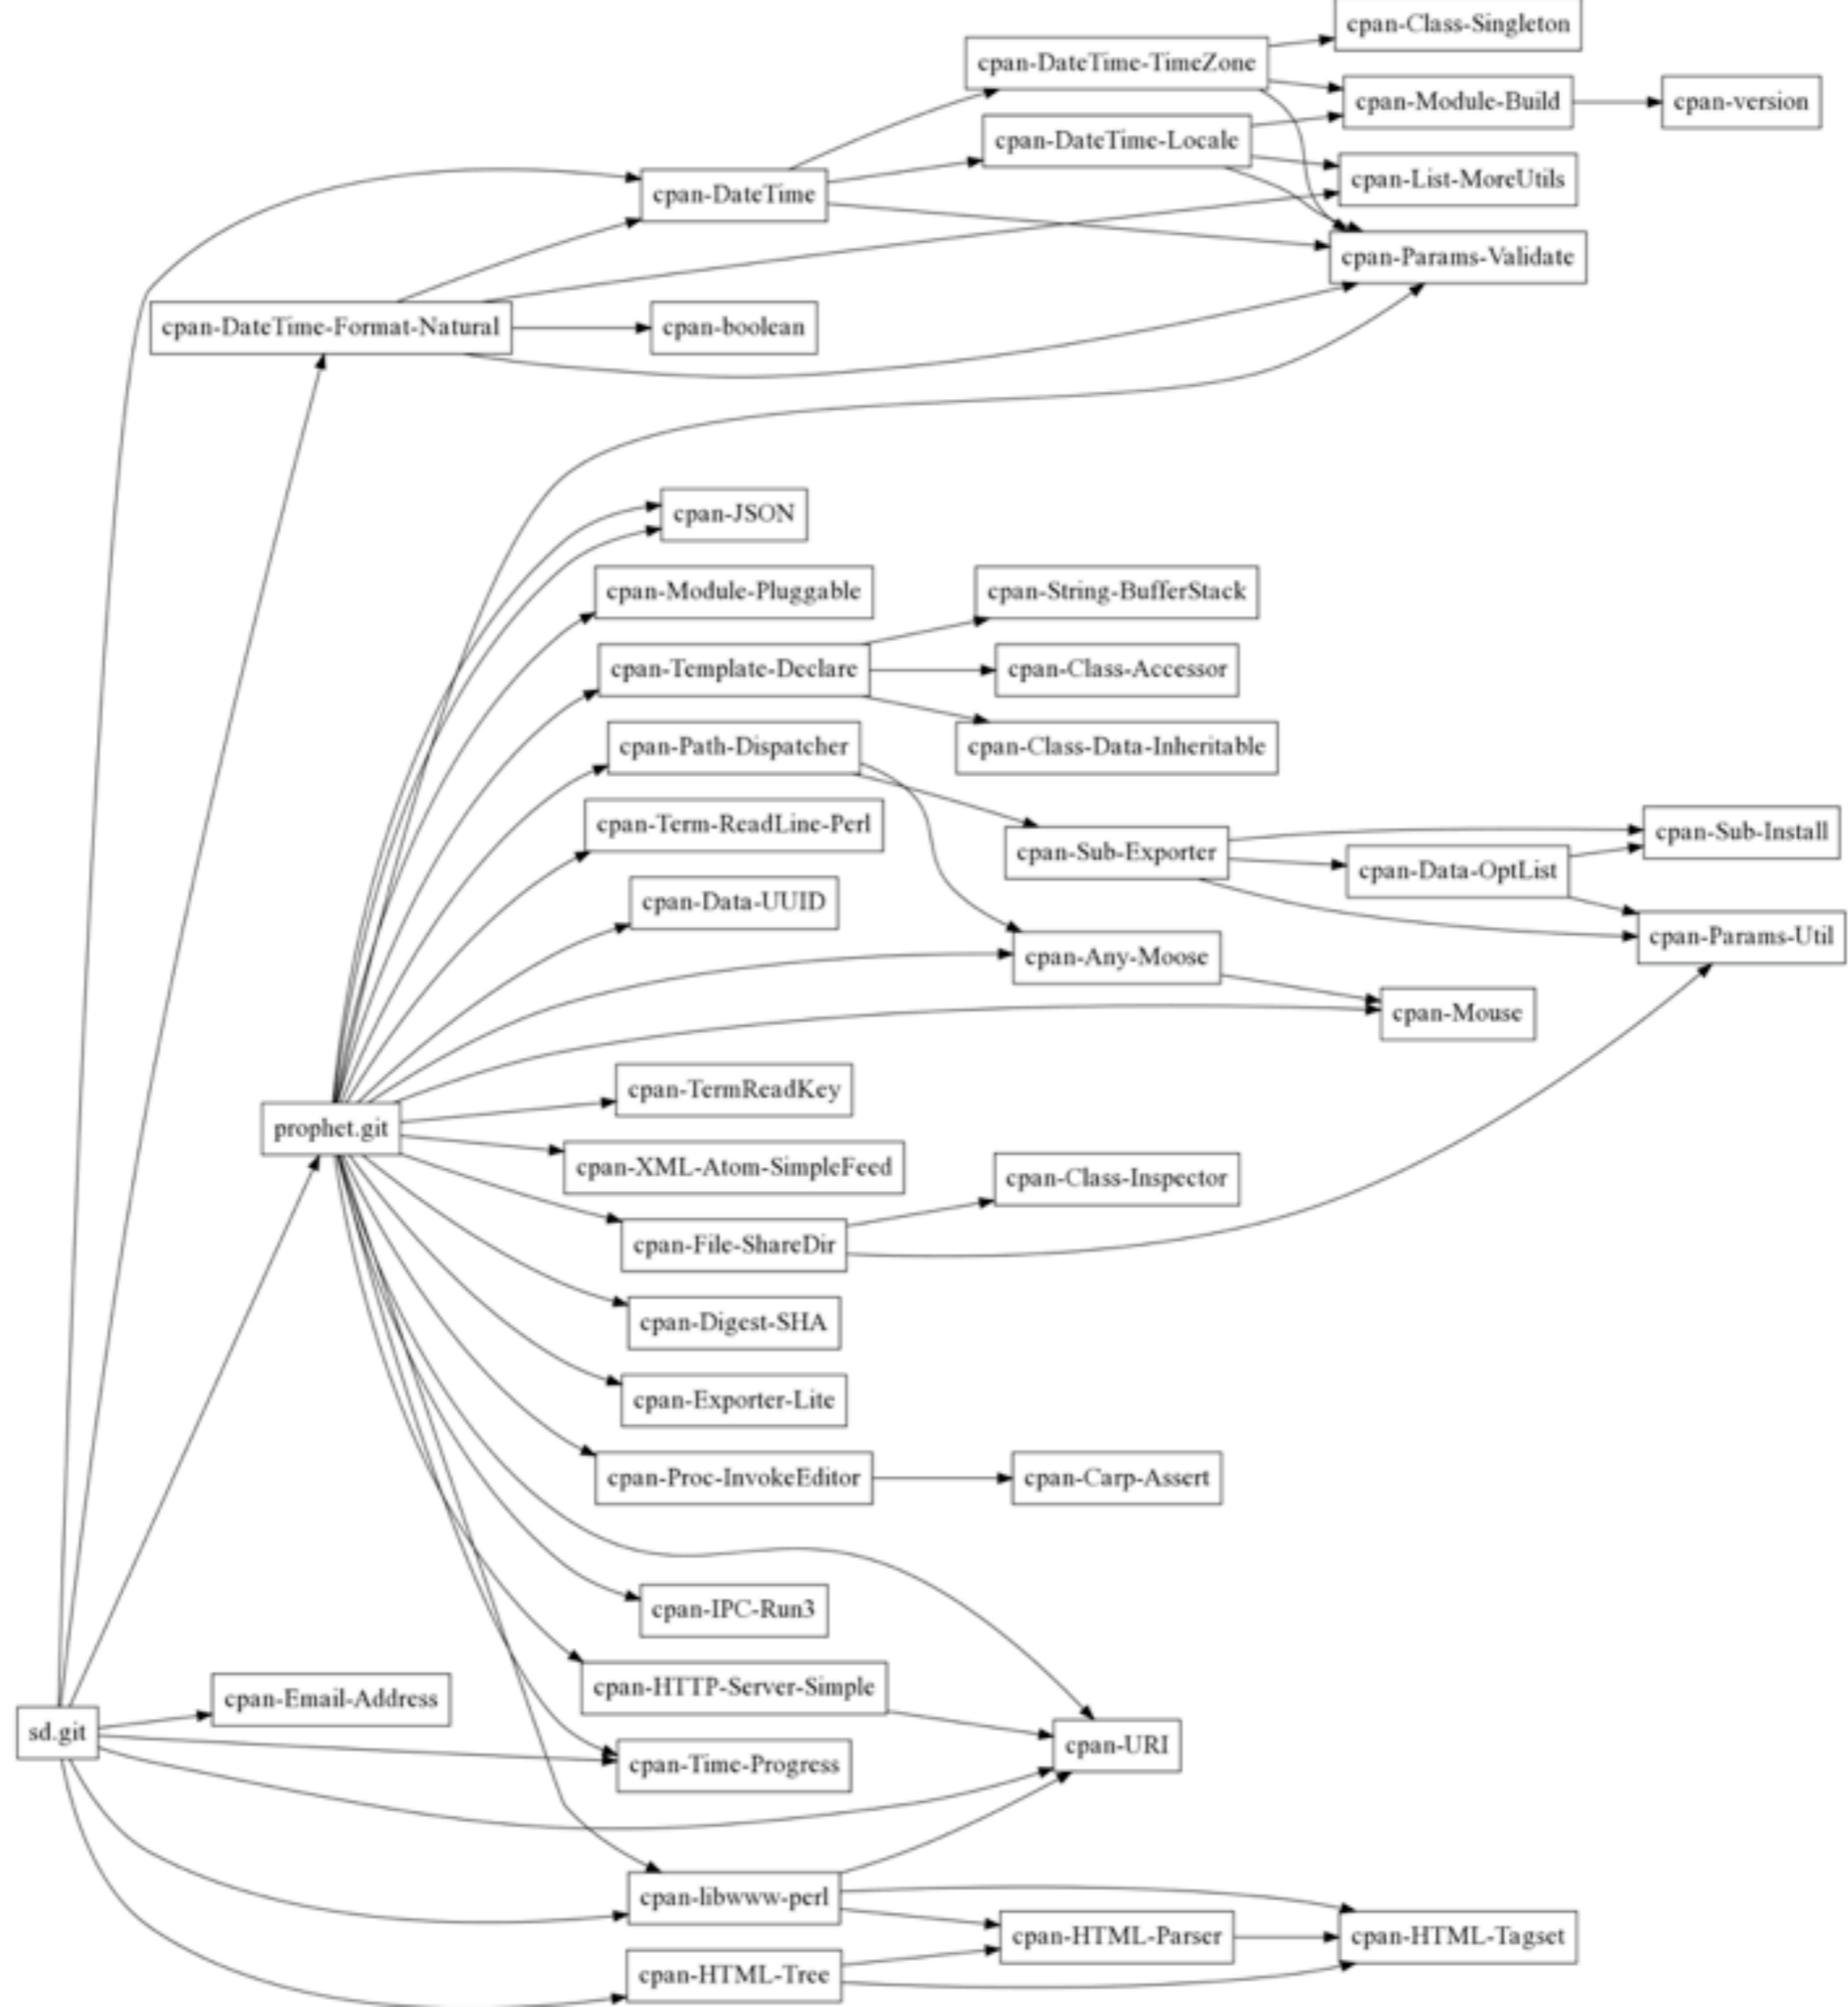 cpan-Class-Singleton
cpan-DateTime-TimeZone
cpan-Module-Build
cpan-version
cpan-DateTime-Locale
cpan-List-MoreUtils
cpan-DateTime
cpan-Params-Validate
cpan-DateTime-Format-Natural
cpan-boolean
cpan-JSON
cpan-Module-Pluggable
cpan-String-BufferStack
cpan-Template-Declare
cpan-Class-Accessor
cpan-Path-Dispatcher
cpan-Class-Data-Inheritable
cpan-Term-ReadLine-Perl
cpan-Sub-Install
cpan-Sub-Exporter
cpan-Data-OptList
cpan-Data-UUID
cpan-Params-Util
cpan-Any-Moose
cpan-Mouse
cpan-TermReadKey
prophet.git
cpan-XML-Atom-SimpleFeed
cpan-Class-Inspector
cpan-File-ShareDir
cpan-Digest-SHA
cpan-Exporter-Lite
cpan-Proc-InvokeEditor
cpan-Carp-Assert
cpan-IPC-Run3
cpan-HTTP-Server-Simple
cpan-Email-Address
sd.git
cpan-URI
cpan-Time-Progress
cpan-libwww-perl
cpan-HTML-Parser
cpan-HTML-Tagset
cpan-HTML-Tree